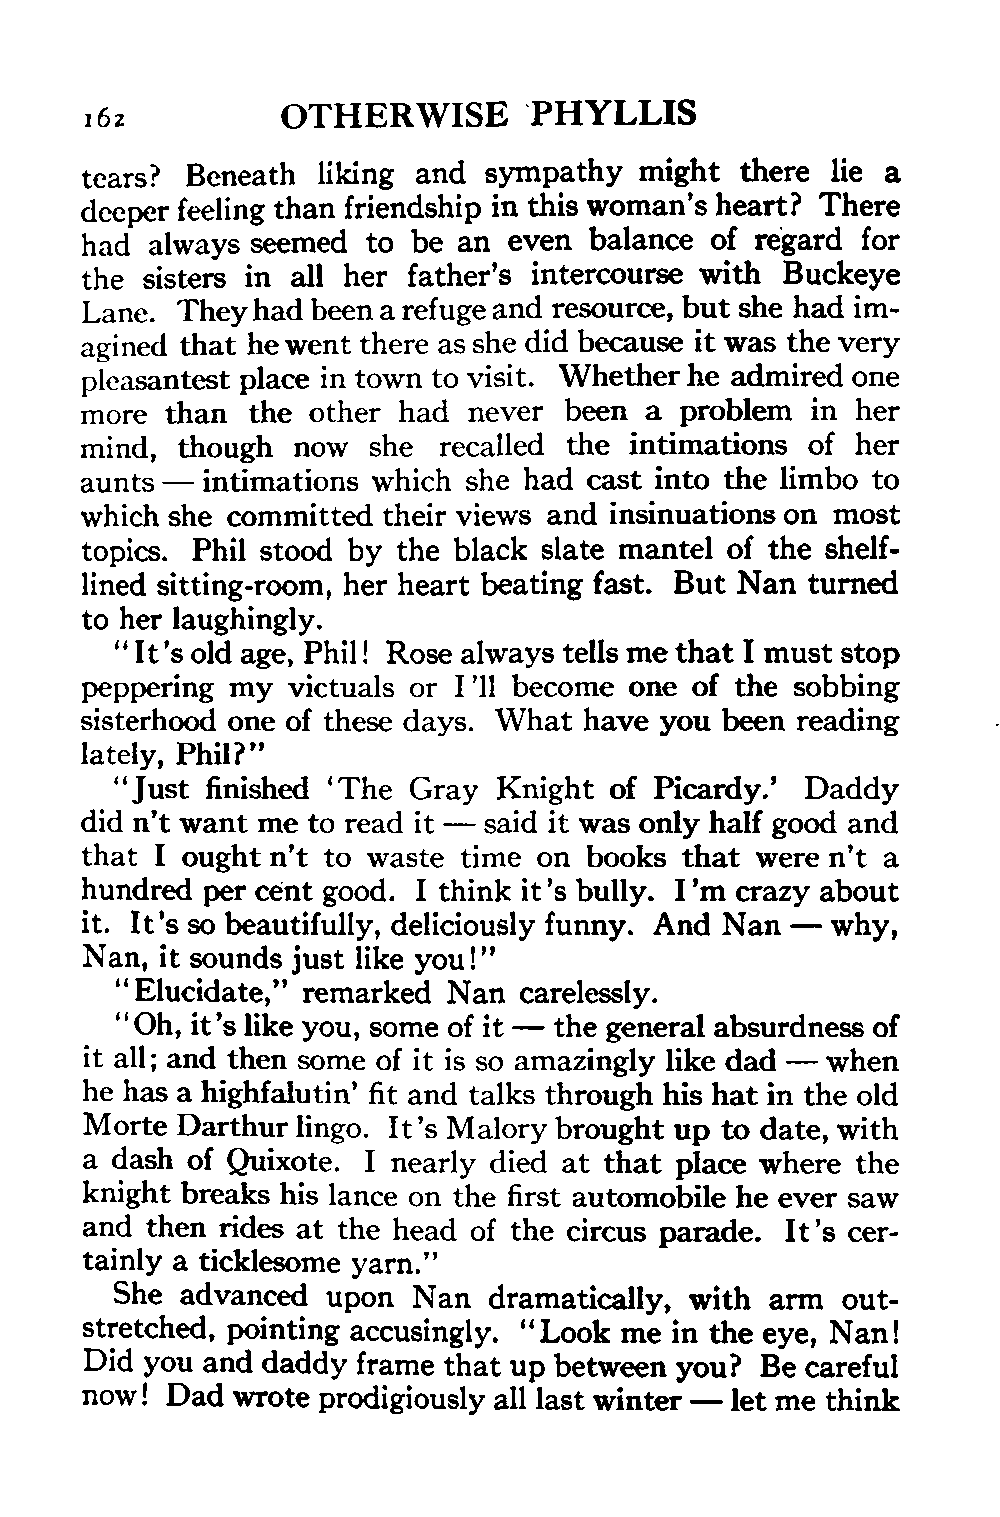 162 OTHERWISE PHYLLIS
tears? Beneath liking and sympathy might there lie a
deeper feeling than friendship in this woman's heart? There
had always seemed to be an even balance of regard for
the sisters in all her father's intercourse with Buckeye
Lane. They had been a refuge and resource, but she had im-
agined that he went there as she did because it was the very
pleasantest place in town to visit. Whether he admired one
more than the other had never been a problem in her
mind, though now she recalled the intimations of her
aunts — intimations which she had cast into the limbo to
which she committed their views and insinuations on most
topics. Phil stood by the black slate mantel of the shelf-
lined sitting-room, her heart beating fast. But Nan turned
to her laughingly.
"It's old age, Phil! Rose always tells me that I must stop
peppering my victuals or I'll become one of the sobbing
sisterhood one of these days. What have you been reading
lately, Phil?"
"Just finished 'The Gray Knight of Picardy.' Daddy
did n't want me to read it — said it was only half good and
that I ought n't to waste time on books that were n't a
hundred per cent good. I think it's bully. I'm crazy about
it. It's so beautifully, deliciously funny. And Nan — why,
Nan, it sounds just like you!"
"Elucidate," remarked Nan carelessly.
"Oh, it's like you, some of it — the general absurdness of
it all; and then some of it is so amazingly like dad — when
he has a highfalutin' fit and talks through his hat in the old
Morte Darthur lingo. It's Malory brought up to date, with
a dash of Quixote. I nearly died at that place where the
knight breaks his lance on the first automobile he ever saw
and then rides at the head of the circus parade. It's cer-
tainly a ticklesome yarn."
She advanced upon Nan dramatically, with arm out-
stretched, pointing accusingly. "Look me in the eye, Nan!
Did you and daddy frame that up between you? Be careful
now! Dad wrote prodigiously all last winter — let me think